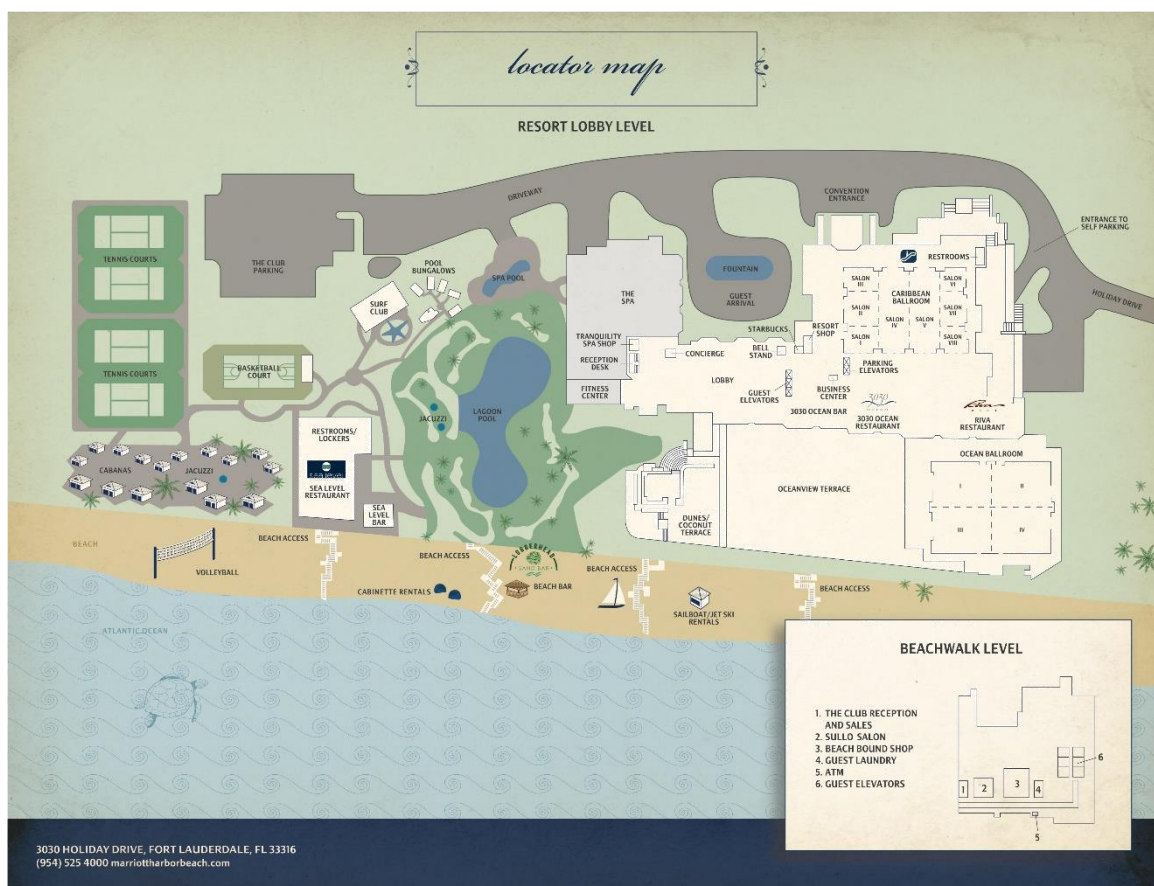 locator map
RESORT LOBBY LEVEL
DRIVEWAY
CONVENTION
ENTRANCE
ENTRANCE TO
SELF PARKING
HOLIDAY DRIVE
TENNIS COURTS
THE CLUB
PARKING
POOL
BUNGALOWS
SPA POOL
SURF
CLUB
THE
SPA
FOUNTAIN
GUEST
ARRIVAL
RESTROOMS
CARIBBEAN
BALLROOM
SALON
III
SALON
II
SALON
I
SALON
IV
SALON
V
SALON
VI
SALON
VII
SALON
VIII
STARBUCKS
RESORT
SHOP
TRANQUILITY
SPA SHOP
RECEPTION
DESK
FITNESS
CENTER
CONCIERGE
BELL
STAND
LOBBY
GUEST
ELEVATORS
PARKING
ELEVATORS
BUSINESS
CENTER
3030 OCEAN BAR
3030
OCEAN
3030 OCEAN
RESTAURANT
Riva
RIVA
RESTAURANT
TENNIS COURTS
BASKETBALL
COURT
JACUZZI
LAGOON
POOL
RESTROOMS/
LOCKERS
SEA LEVEL
SEA LEVEL
RESTAURANT
SEA
LEVEL
BAR
CABANAS
JACUZZI
OCEANVIEW TERRACE
OCEAN BALLROOM
I
II
III
IV
DUNES/
COCONUT
TERRACE
BEACH
VOLLEYBALL
BEACH ACCESS
BEACH ACCESS
LOGGERHEAD
SAND BAR
BEACH BAR
CABINETTE RENTALS
BEACH ACCESS
SAILBOAT/JET SKI
RENTALS
BEACH ACCESS
ATLANTIC OCEAN
BEACHWALK LEVEL
1. THE CLUB RECEPTION
AND SALES
2. SULLO SALON
3. BEACH BOUND SHOP
4. GUEST LAUNDRY
5. ATM
6. GUEST ELEVATORS
6
1
2
3
4
5
3030 HOLIDAY DRIVE, FORT LAUDERDALE, FL 33316
(954) 525 4000 marriottharborbeach.com